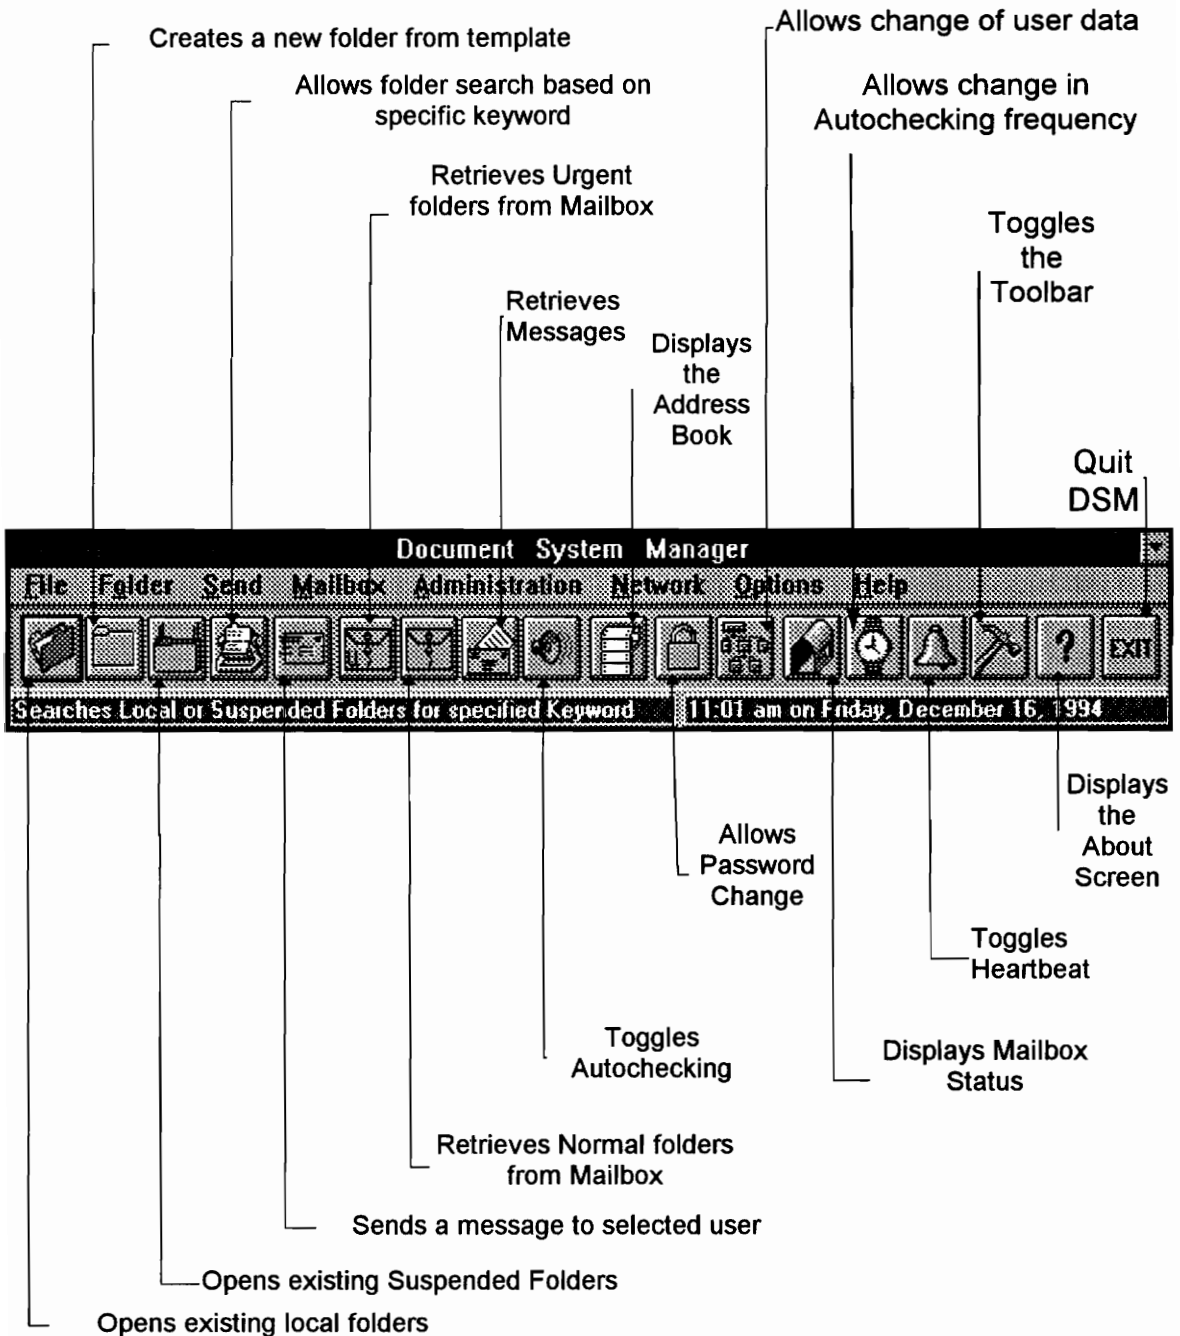 Creates a new folder from template
Allows change of user data
Allows folder search based on
specific keyword
Allows change in
Autochecking frequency
Retrieves Urgent
folders from Mailbox
Toggles
the
Toolbar
Retrieves
Messages
Displays
the
Address
Book
Quit
DSM
Document System Manager
File Folder Send Mailbox Administration Network Options Help
? EXIT
Searches Local or Suspended Folders for specified Keyword 11:01 am on Friday, December 16, 1994
Displays
the
About
Screen
Allows
Password
Change
Toggles
Heartbeat
Toggles
Autochecking
Displays Mailbox
Status
Retrieves Normal folders
from Mailbox
Sends a message to selected user
Opens existing Suspended Folders
Opens existing local folders